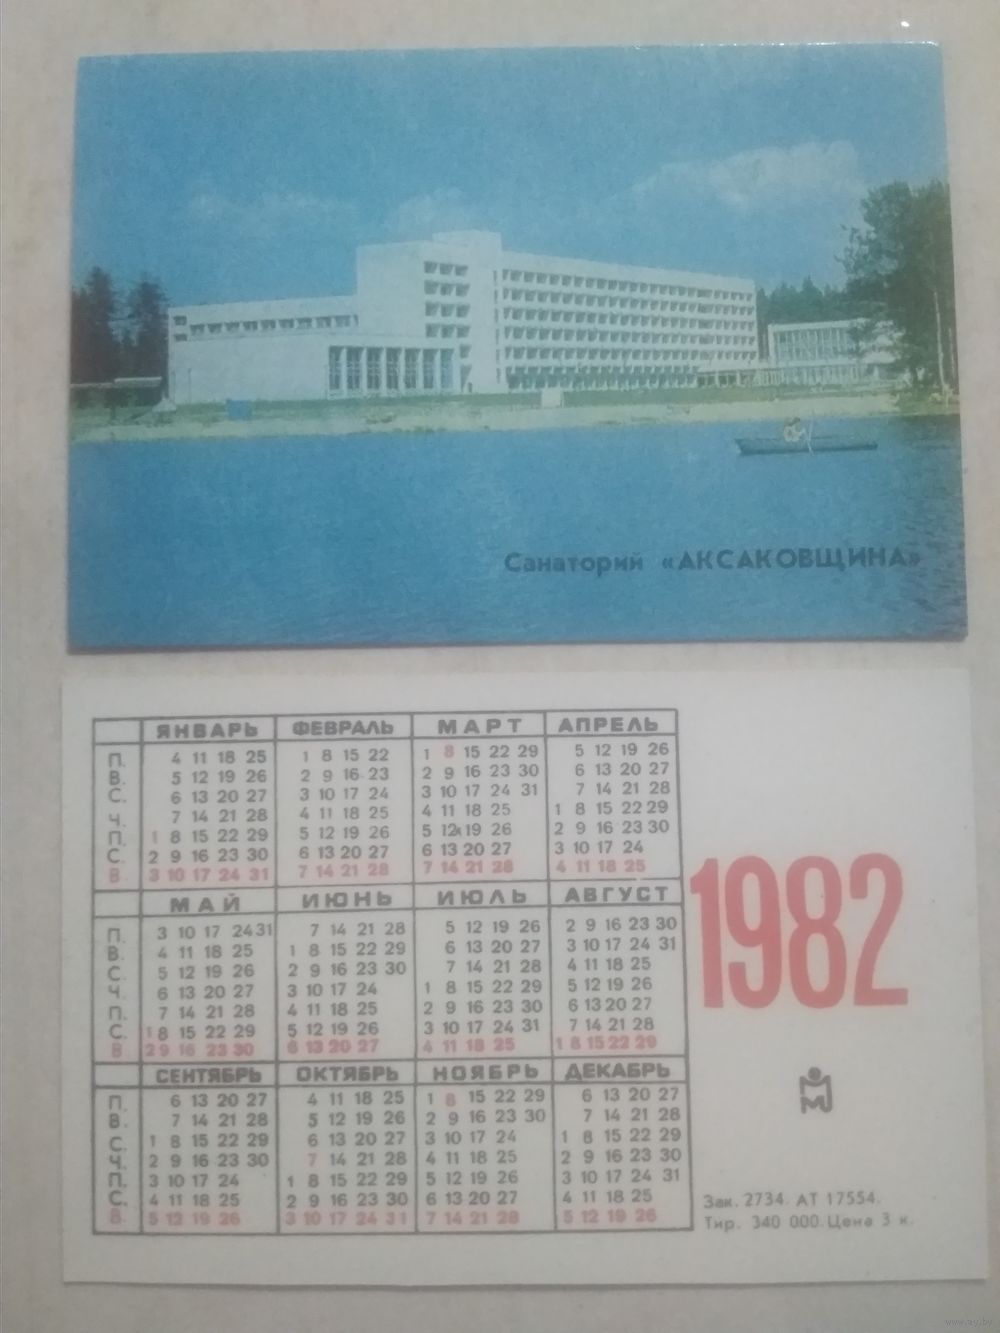 Санаторий «АКСАКОВЩИНА»
ЯНВАРЬ ФЕВРАЛЬ МАРТ АПРЕЛЬ
П. 4 11 18 25 1 8 15 22 1 8 15 22 29 5 12 19 26
В. 5 12 19 26 2 9 16 23 2 9 16 23 30 6 13 20 27
С. 6 13 20 27 3 10 17 24 3 10 17 24 31 7 14 21 28
Ч. 7 14 21 28 4 11 18 25 4 11 18 25 1 8 15 22 29
П. 1 8 15 22 29 5 12 19 26 5 12 19 26 2 9 16 23 30
С. 2 9 16 23 30 6 13 20 27 6 13 20 27 3 10 17 24
В. 3 10 17 24 31 7 14 21 28 7 14 21 28 4 11 18 25
МАЙ ИЮНЬ ИЮЛЬ АВГУСТ
П. 3 10 17 24 31 7 14 21 28 5 12 19 26 2 9 16 23 30
В. 4 11 18 25 1 8 15 22 29 6 13 20 27 3 10 17 24 31
С. 5 12 19 26 2 9 16 23 30 7 14 21 28 4 11 18 25
Ч. 6 13 20 27 3 10 17 24 1 8 15 22 29 5 12 19 26
П. 7 14 21 28 4 11 18 25 2 9 16 23 30 6 13 20 27
С. 1 8 15 22 29 5 12 19 26 3 10 17 24 31 7 14 21 28
В. 2 9 16 23 30 6 13 20 27 4 11 18 25 1 8 15 22 29
СЕНТЯБРЬ ОКТЯБРЬ НОЯБРЬ ДЕКАБРЬ
П. 6 13 20 27 4 11 18 25 1 8 15 22 29 6 13 20 27
В. 7 14 21 28 5 12 19 26 2 9 16 23 30 7 14 21 28
С. 1 8 15 22 29 6 13 20 27 3 10 17 24 1 8 15 22 29
Ч. 2 9 16 23 30 7 14 21 28 4 11 18 25 2 9 16 23 30
П. 3 10 17 24 1 8 15 22 29 5 12 19 26 3 10 17 24 31
С. 4 11 18 25 2 9 16 23 30 6 13 20 27 4 11 18 25
В. 5 12 19 26 3 10 17 24 31 7 14 21 28 5 12 19 26
1982
Зак. 2734. АТ 17554.
Тир. 340 000. Цена 3 к.
www.ay.by